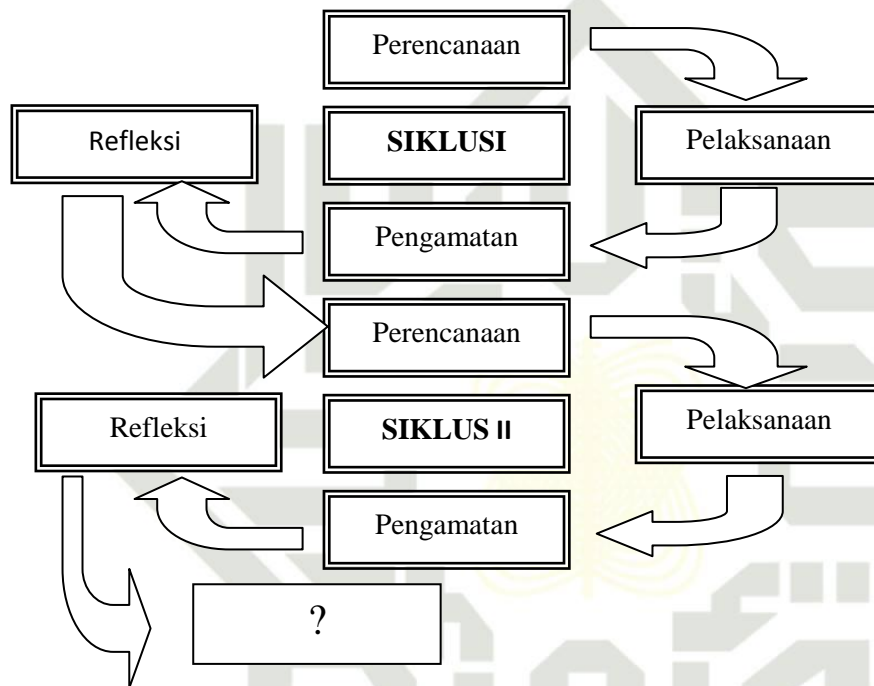 Perencanaan
Refleksi
SIKLUSI
Pelaksanaan
Pengamatan
Perencanaan
Refleksi
SIKLUS II
Pelaksanaan
Pengamatan
?